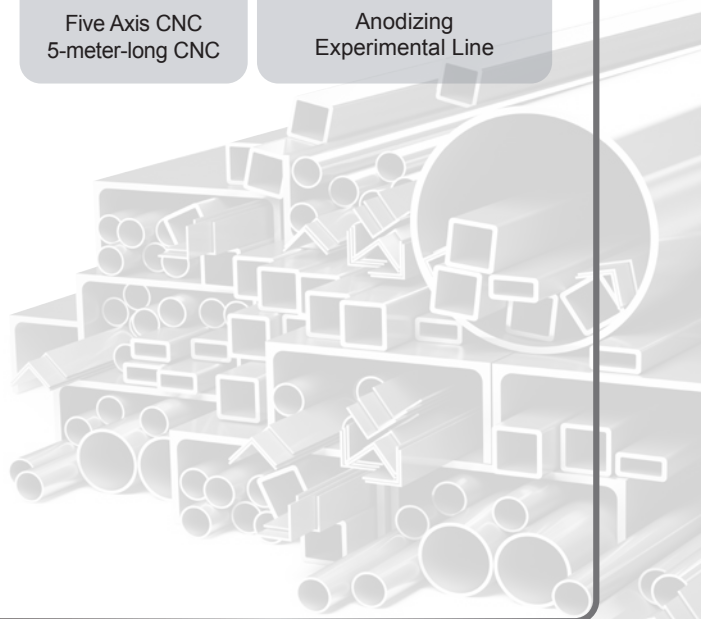 Five Axis CNC
5-meter-long CNC
Anodizing
Experimental Line